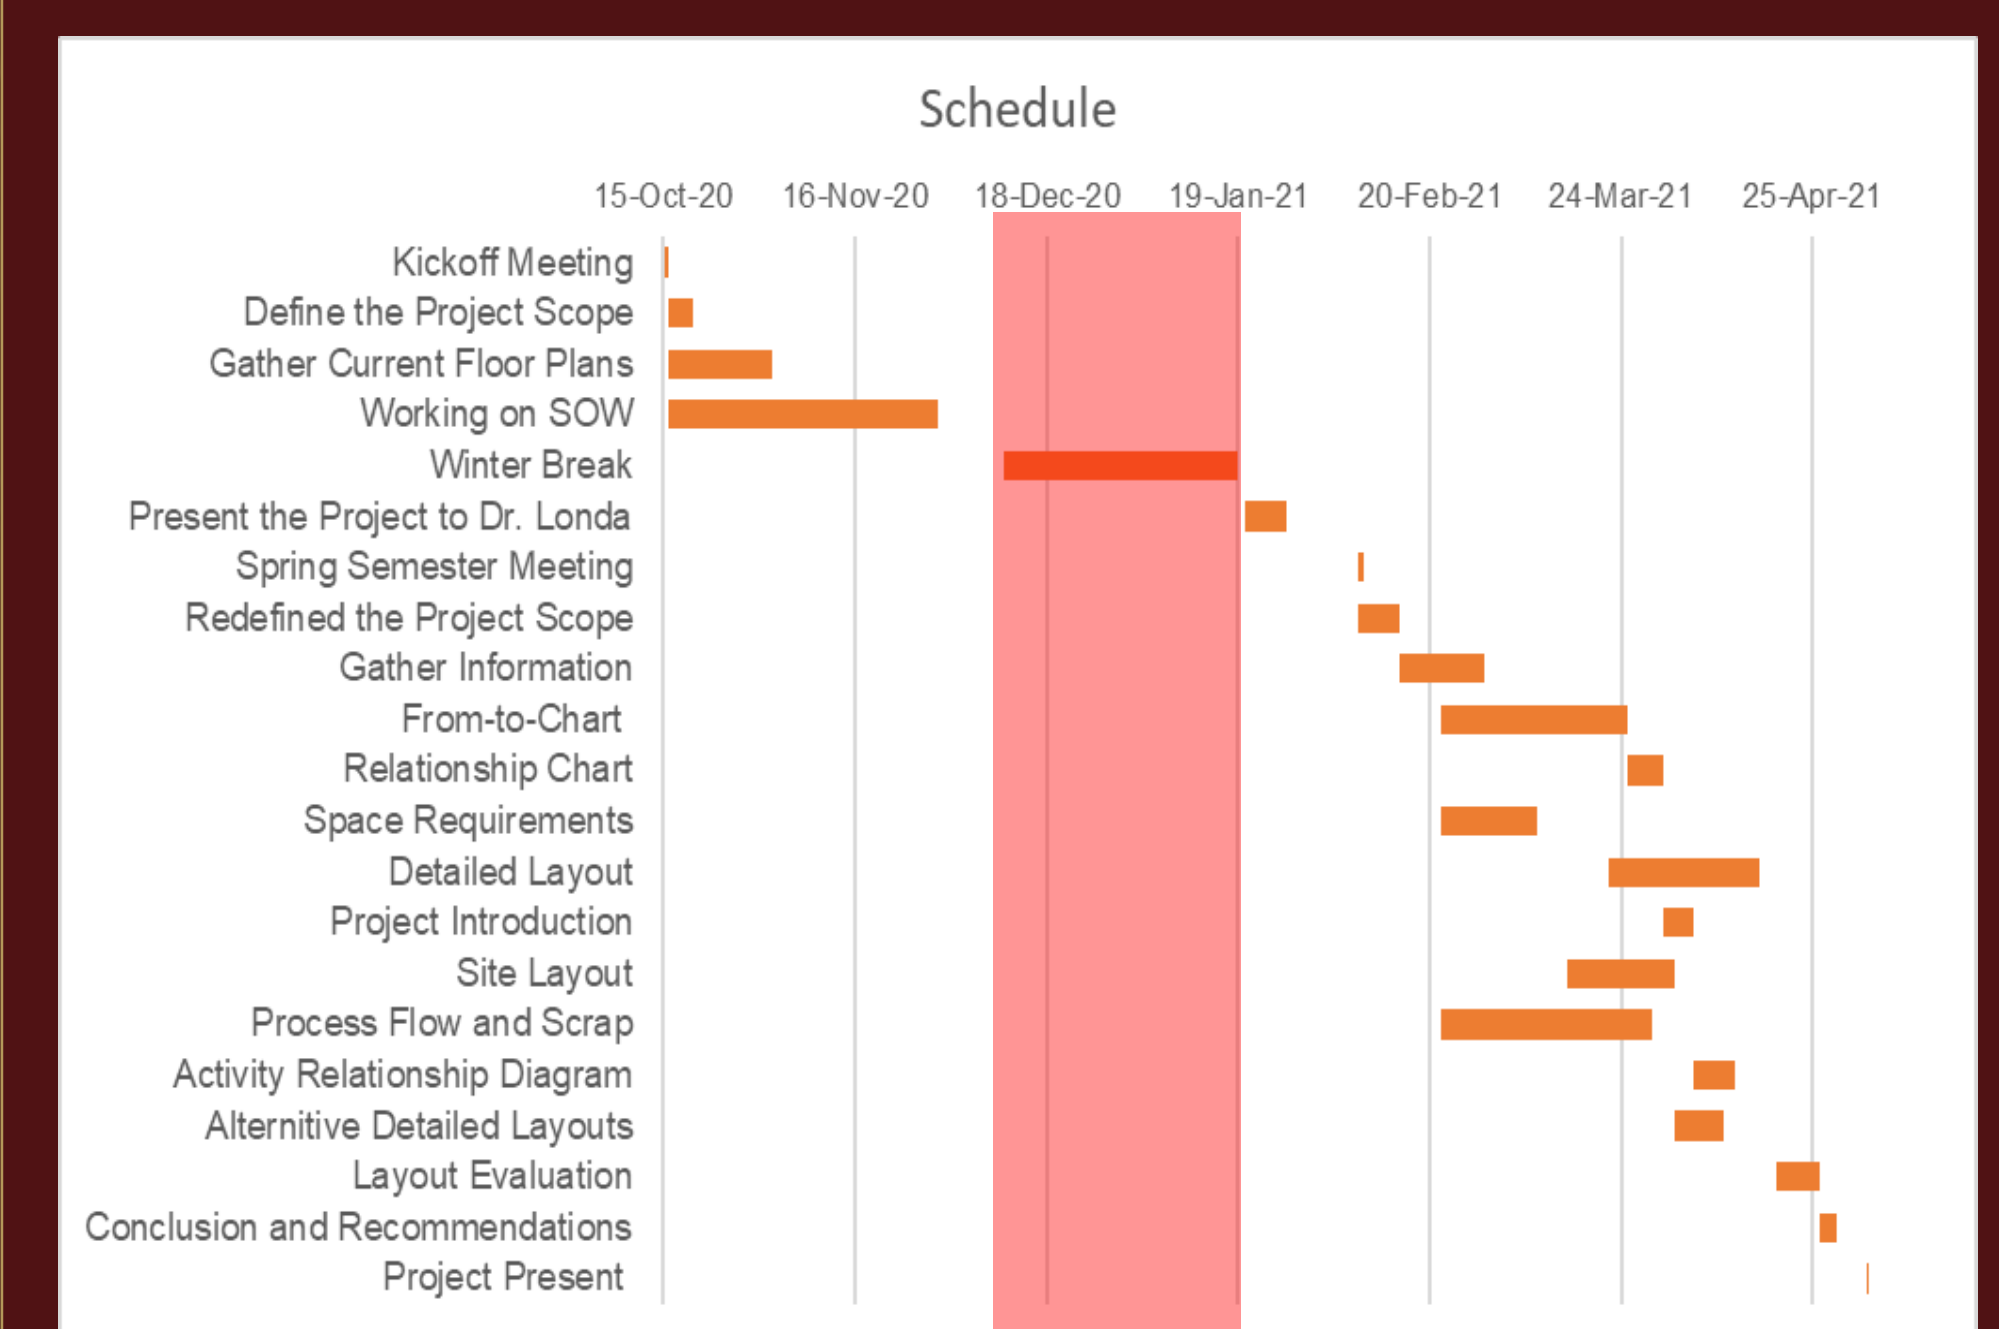 Schedule
15-Oct-20 16-Nov-20 18-Dec-20 19-Jan-21 20-Feb-21 24-Mar-21 25-Apr-21
Kickoff Meeting
Define the Project Scope
Gather Current Floor Plans
Working on SOW
Winter Break
Present the Project to Dr. Londa
Spring Semester Meeting
Redefined the Project Scope
Gather Information
From-to-Chart
Relationship Chart
Space Requirements
Detailed Layout
Project Introduction
Site Layout
Process Flow and Scrap
Activity Relationship Diagram
Alternitive Detailed Layouts
Layout Evaluation
Conclusion and Recommendations
Project Present